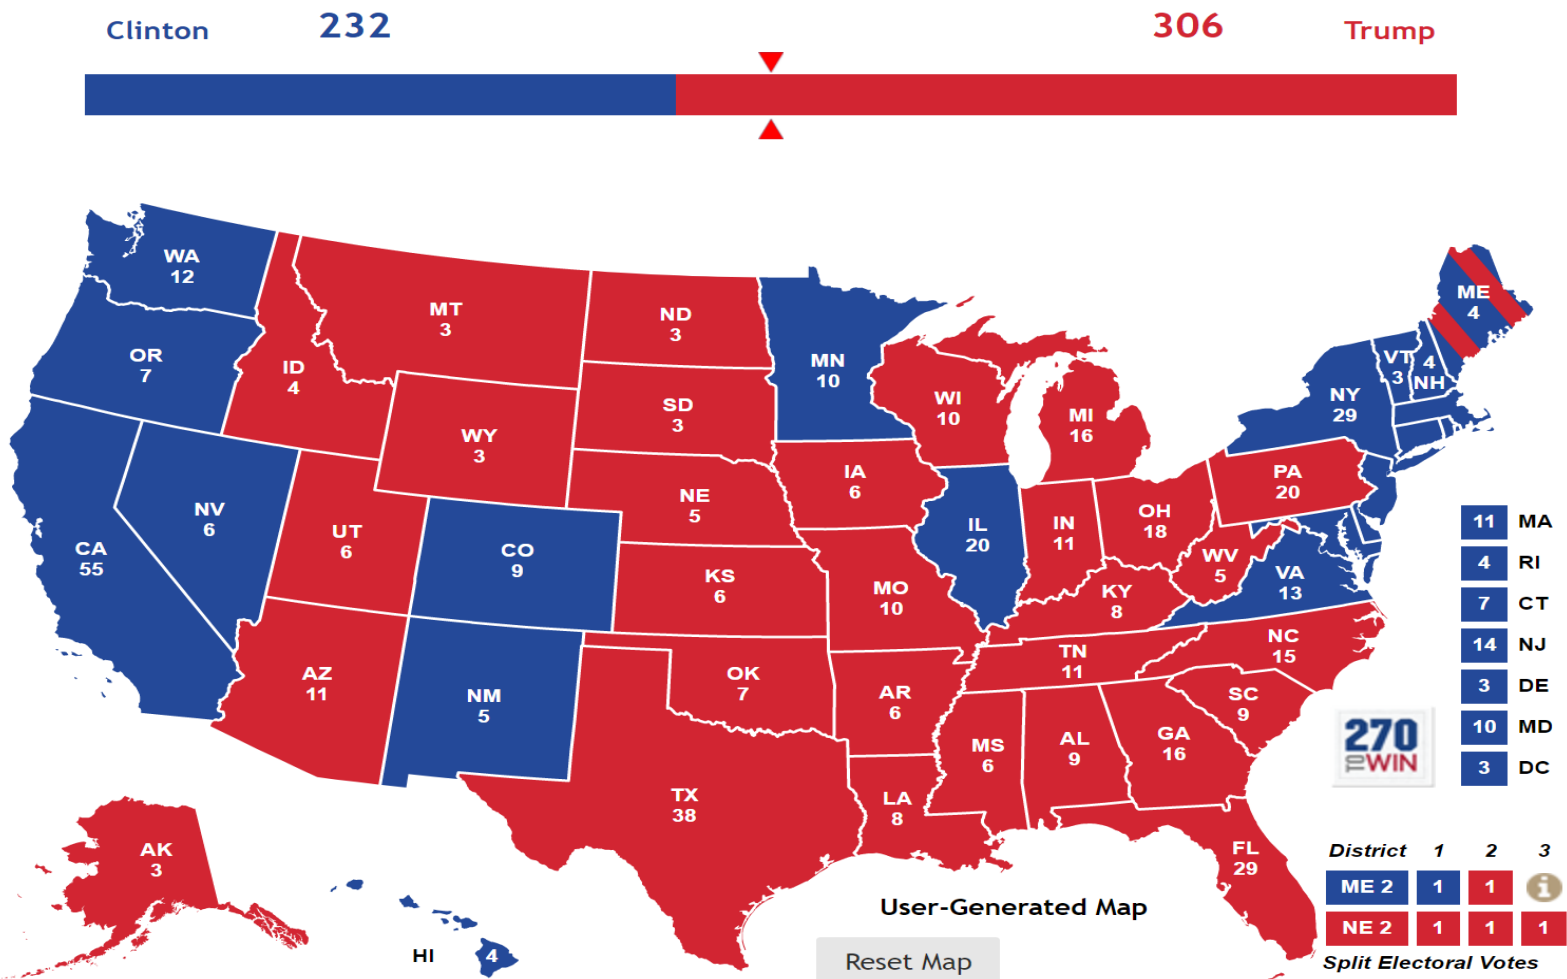 Clinton 232 306 Trump
WA
12
OR
7
CA
55
NV
6
ID
4
MT
3
WY
3
UT
6
AZ
11
CO
9
NM
5
ND
3
SD
3
NE
5
KS
6
OK
7
TX
38
MN
10
IA
6
MO
10
AR
6
LA
8
WI
10
IL
20
MI
16
IN
11
OH
18
KY
8
TN
11
MS
6
AL
9
GA
16
FL
29
SC
9
NC
15
VA
13
WV
5
PA
20
NY
29
VT
3
4
NH
ME
4
AK
3
HI 4
11 MA
4 RI
7 CT
14 NJ
3 DE
10 MD
3 DC
270
TO WIN
User-Generated Map
Reset Map
District 1 2 3
ME 2 1 1 i
NE 2 1 1 1
Split Electoral Votes